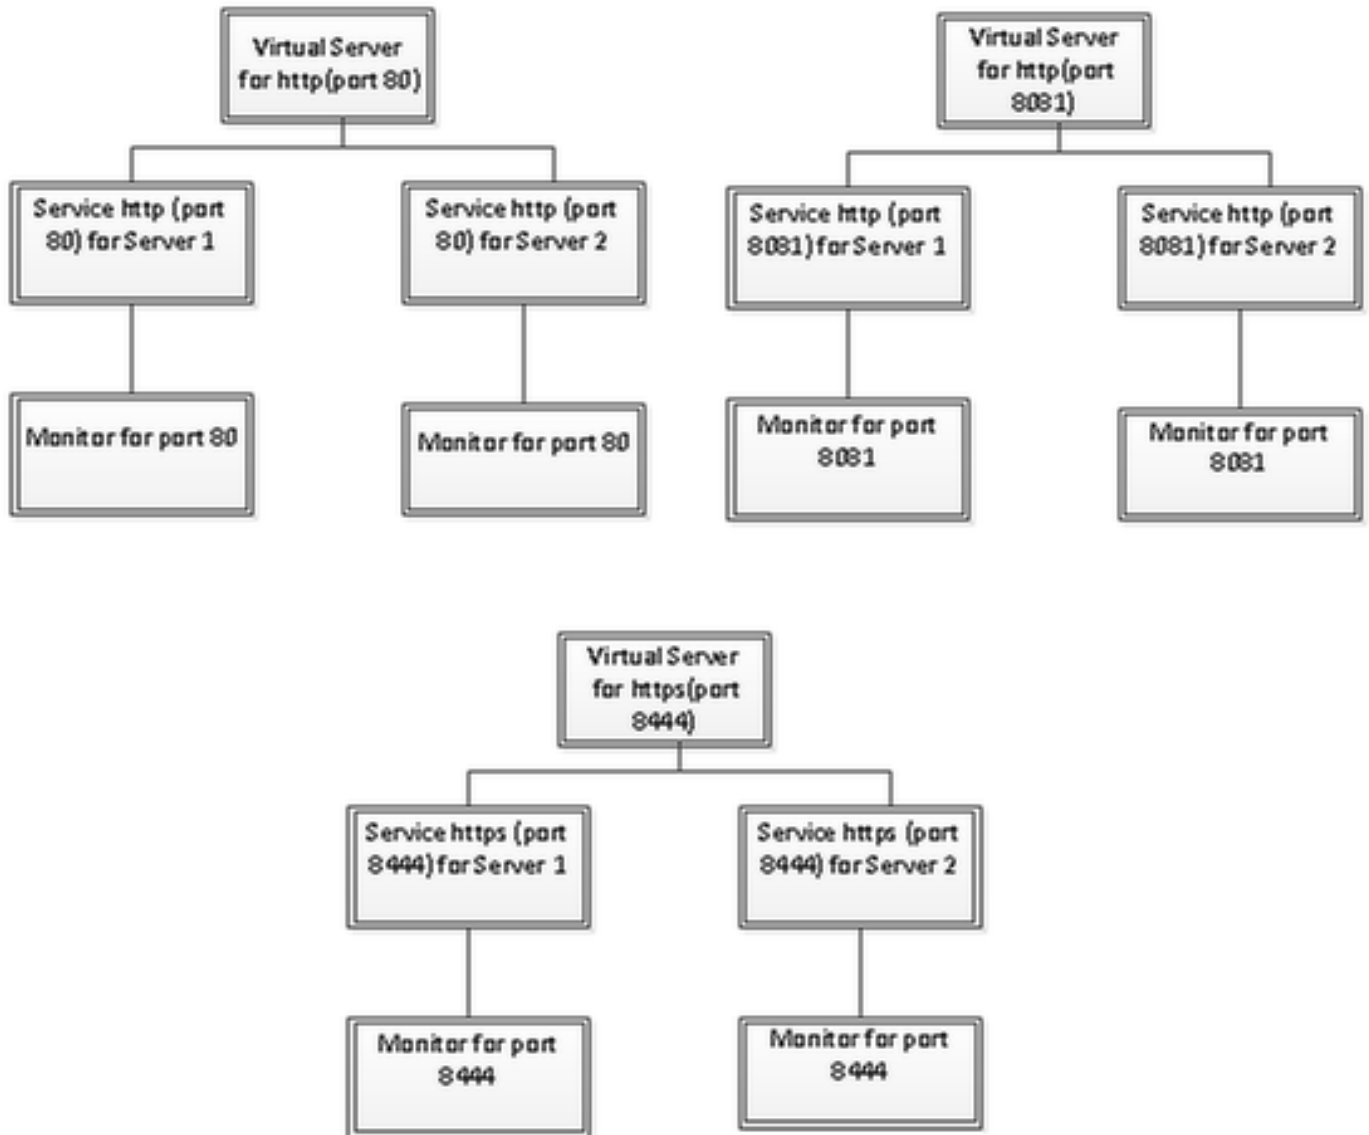 Virtual Server
for http(port 80)
Service http (port
80) for Server 1
Service http (port
80) for Server 2
Monitor for port 80
Monitor for port 80
Virtual Server
for http(port
8081)
Service http (port
8081) for Server 1
Service http (port
8081) for Server 2
Monitor for port
8081
Monitor for port
8081
Virtual Server
for https(port
8444)
Service https (port
8444) for Server 1
Service https (port
8444) for Server 2
Monitor for port
8444
Monitor for port
8444